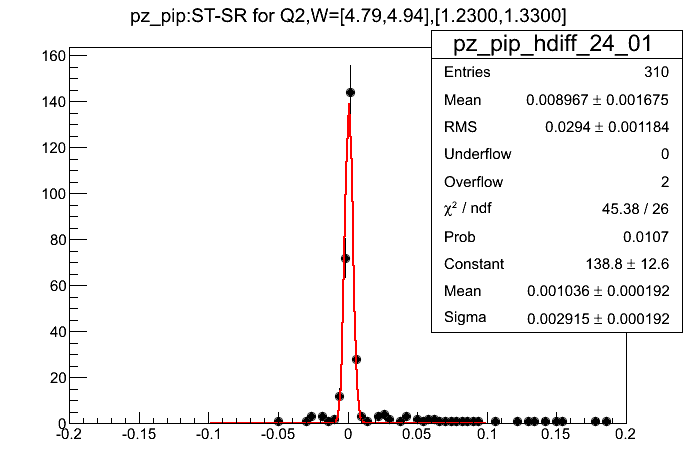 pz_pip:ST-SR for Q2,W=[4.79,4.94],[1.2300,1.3300]
pz_pip_hdiff_24_01
Entries 310
Mean 0.008967 ± 0.001675
RMS 0.0294 ± 0.001184
Underflow 0
Overflow 2
χ² / ndf 45.38 / 26
Prob 0.0107
Constant 138.8 ± 12.6
Mean 0.001036 ± 0.000192
Sigma 0.002915 ± 0.000192
160
140
120
100
80
60
40
20
0
-0.2 -0.15 -0.1 -0.05 0 0.05 0.1 0.15 0.2